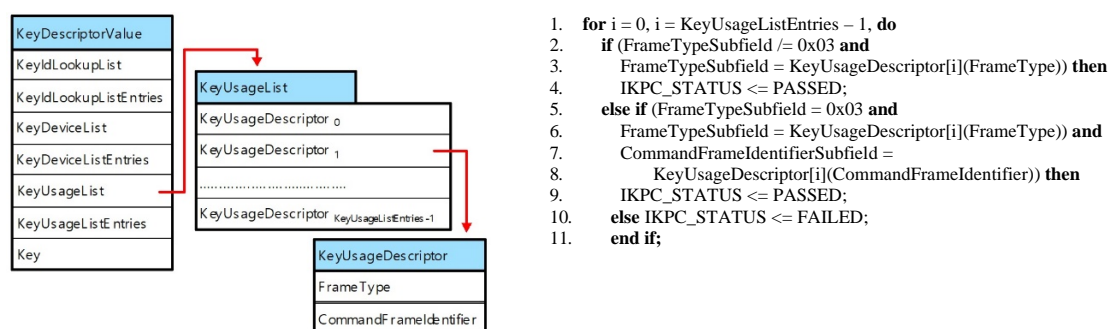 KeyDescriptorValue
KeyIdLookupList
KeyIdLookupListEntries
KeyDeviceList
KeyDeviceListEntries
KeyUsageList
KeyUsageListEntries
Key
KeyUsageList
KeyUsageDescriptor 0
KeyUsageDescriptor 1
...................................
KeyUsageDescriptor KeyUsageListEntries-1
KeyUsageDescriptor
FrameType
CommandFrameIdentifier
1. for i = 0, i = KeyUsageListEntries – 1, do
2. if (FrameTypeSubfield /= 0x03 and
3. FrameTypeSubfield = KeyUsageDescriptor[i](FrameType)) then
4. IKPC_STATUS <= PASSED;
5. else if (FrameTypeSubfield = 0x03 and
6. FrameTypeSubfield = KeyUsageDescriptor[i](FrameType)) and
7. CommandFrameIdentifierSubfield =
8. KeyUsageDescriptor[i](CommandFrameIdentifier)) then
9. IKPC_STATUS <= PASSED;
10. else IKPC_STATUS <= FAILED;
11. end if;